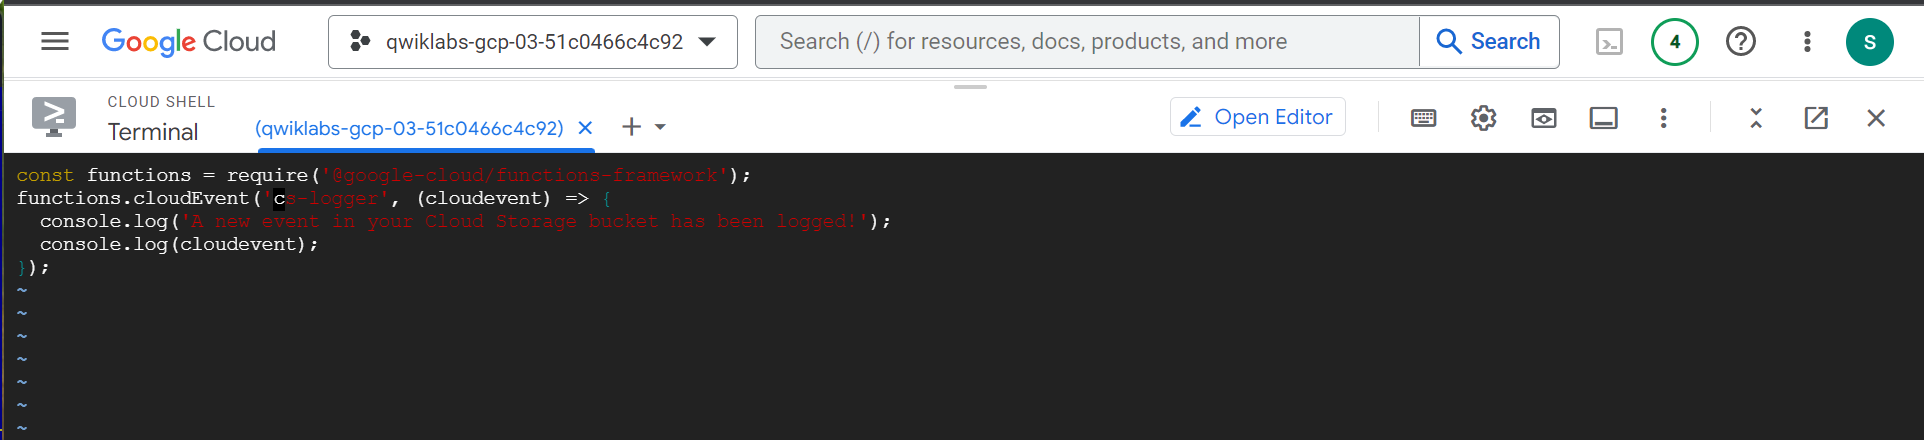 Google Cloud
qwiklabs-gcp-03-51c0466c4c92
Search (/) for resources, docs, products, and more
Search
4
?
S
CLOUD SHELL
Terminal
(qwiklabs-gcp-03-51c0466c4c92)
Open Editor
const functions = require('@google-cloud/functions-framework');
functions.cloudEvent('cs-logger', (cloudevent) => {
  console.log('A new event in your Cloud Storage bucket has been logged!');
  console.log(cloudevent);
});
~
~
~
~
~
~
~